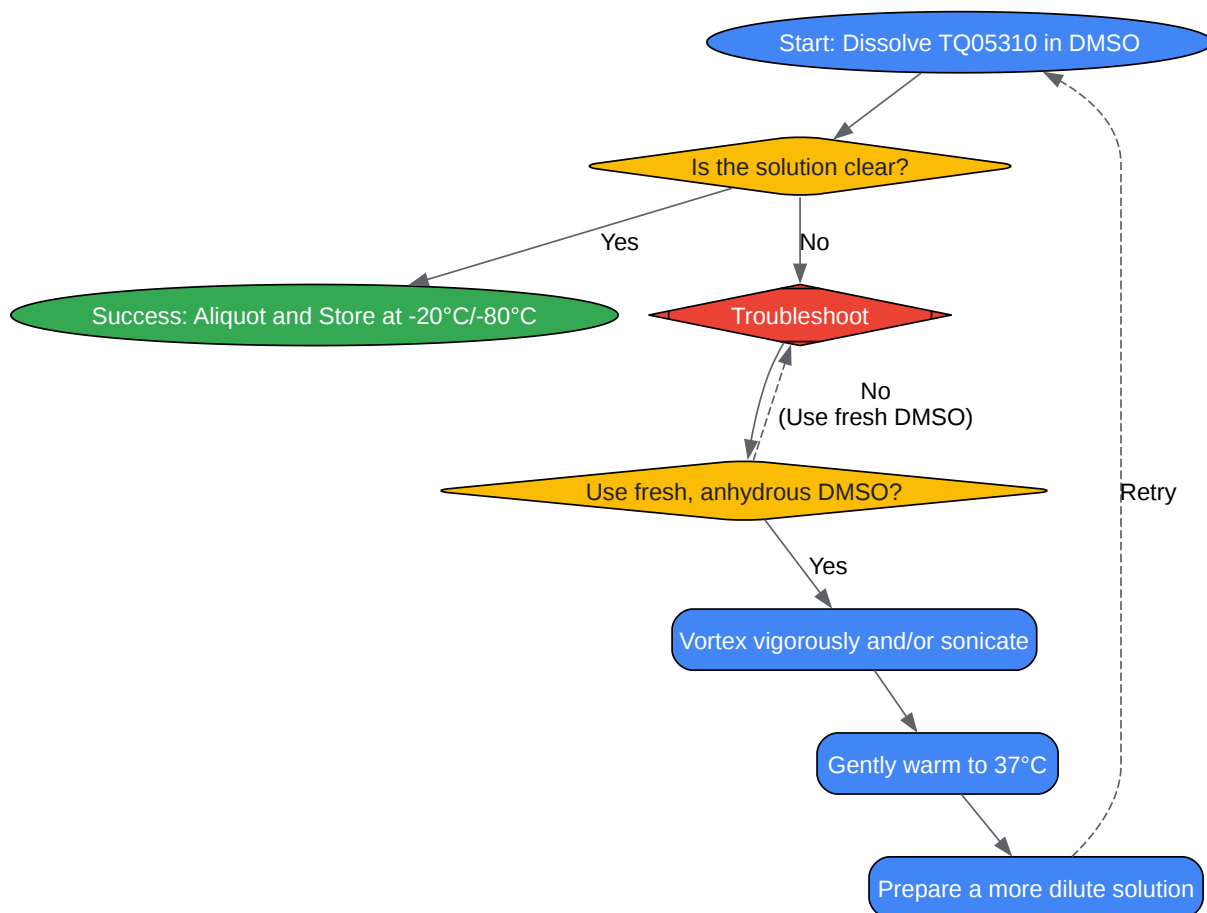 Start: Dissolve TQ05310 in DMSO
Is the solution clear?
Yes
No
Success: Aliquot and Store at -20°C/-80°C
Troubleshoot
No
(Use fresh DMSO)
Use fresh, anhydrous DMSO?
Retry
Yes
Vortex vigorously and/or sonicate
Gently warm to 37°C
Prepare a more dilute solution